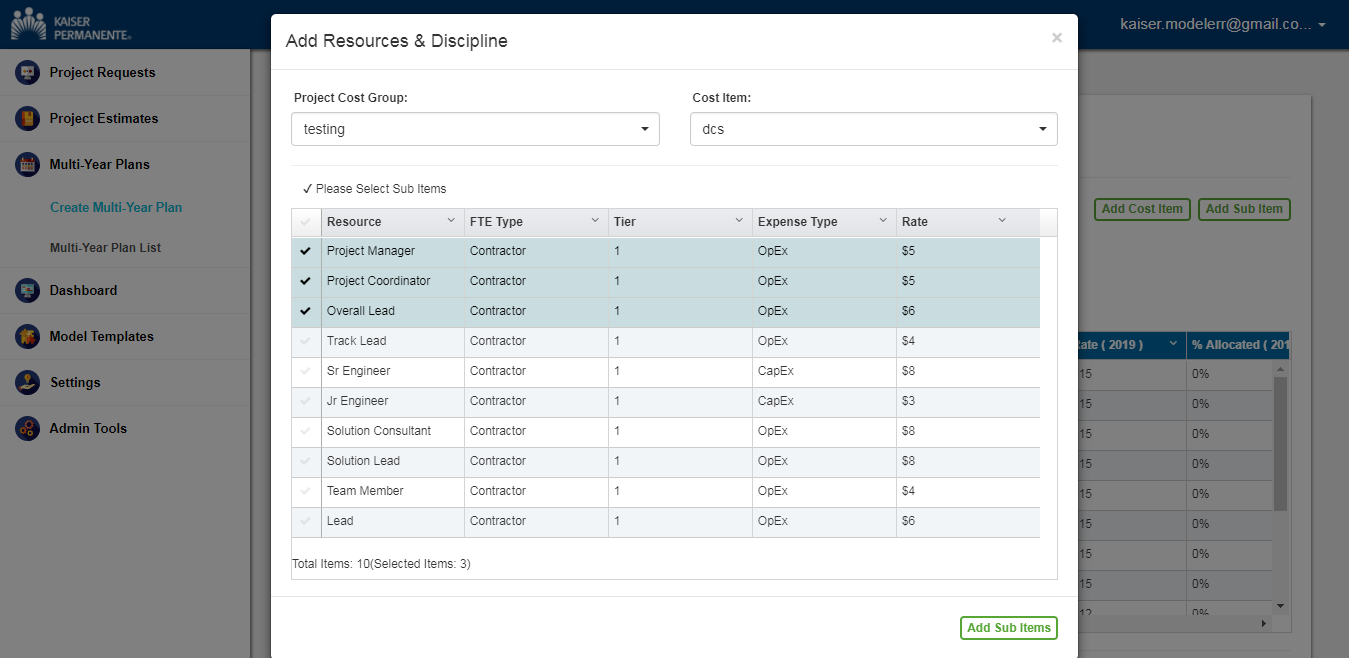 KAISER
PERMANENTE®
kaiser.modelerr@gmail.co...
Project Requests
Project Estimates
Multi-Year Plans
Create Multi-Year Plan
Multi-Year Plan List
Dashboard
Model Templates
Settings
Admin Tools
Add Resources & Discipline
×
Project Cost Group:
Cost Item:
testing
dcs
✓ Please Select Sub Items
Resource FTE Type Tier Expense Type Rate
Project Manager Contractor 1 OpEx $5
Project Coordinator Contractor 1 OpEx $5
Overall Lead Contractor 1 OpEx $6
Track Lead Contractor 1 OpEx $4
Sr Engineer Contractor 1 CapEx $8
Jr Engineer Contractor 1 CapEx $3
Solution Consultant Contractor 1 OpEx $8
Solution Lead Contractor 1 OpEx $8
Team Member Contractor 1 OpEx $4
Lead Contractor 1 OpEx $6
Total Items: 10(Selected Items: 3)
Add Sub Items
Add Cost Item Add Sub Item
ate ( 2019 ) % Allocated ( 201
15 0%
15 0%
15 0%
15 0%
15 0%
15 0%
15 0%
15 0%
12 0%